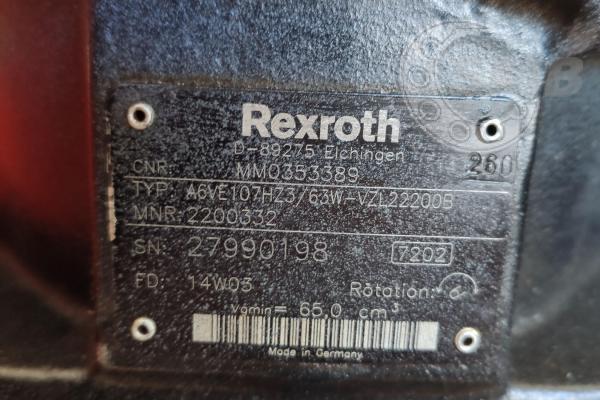 Rexroth
D-89275 Elchingen
CNR: MM0353389 260
TYP: A6VE107HZ3/63W-VZL22200B
MNR: 2200332
SN: 27990198 7202
FD: 14W05 Rotation:
Vgmin= 65.0 cm³
Made in Germany
B